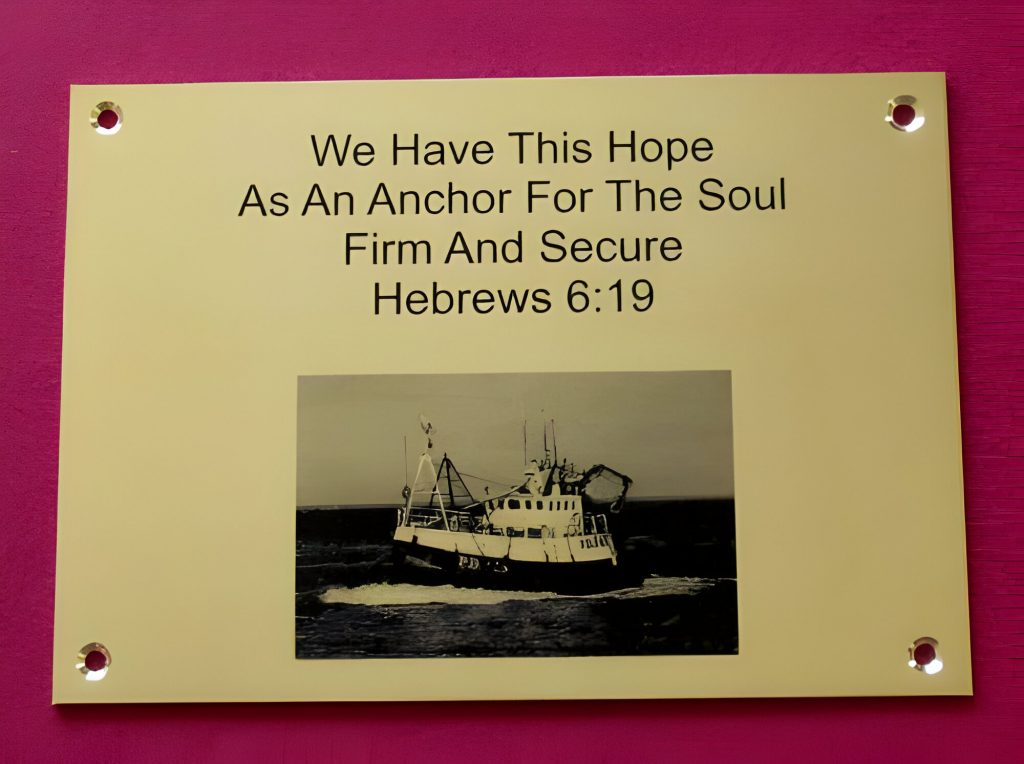 We Have This Hope
As An Anchor For The Soul
Firm And Secure
Hebrews 6:19